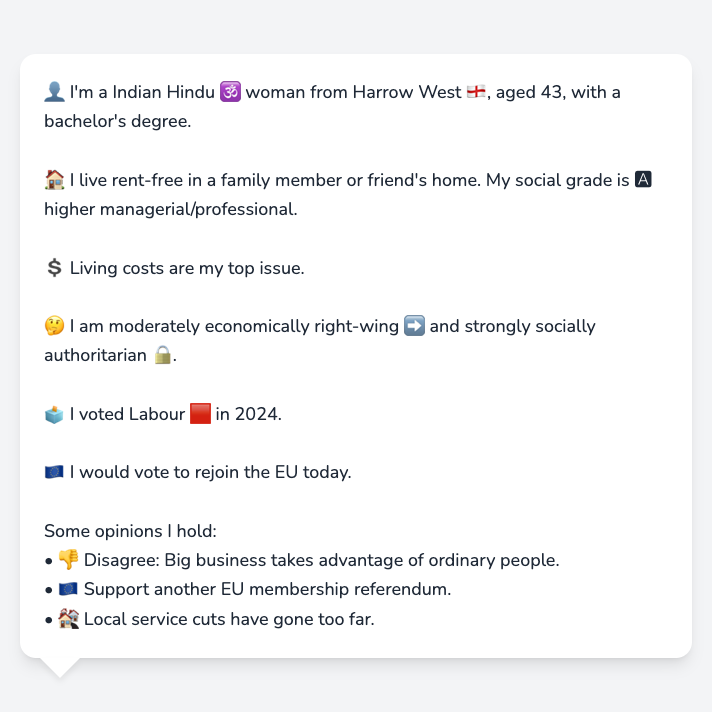 👤 I'm a Indian Hindu 🕉️ woman from Harrow West 🏴󠁧󠁢󠁥󠁮󠁧󠁿, aged 43, with a
bachelor's degree.
🏠 I live rent-free in a family member or friend's home. My social grade is 🅰
higher managerial/professional.
💲 Living costs are my top issue.
🤔 I am moderately economically right-wing ➡️ and strongly socially
authoritarian 🔒.
🗳️ I voted Labour 🟥 in 2024.
🇪🇺 I would vote to rejoin the EU today.
Some opinions I hold:
• 👎 Disagree: Big business takes advantage of ordinary people.
• 🇪🇺 Support another EU membership referendum.
• 🏚️ Local service cuts have gone too far.